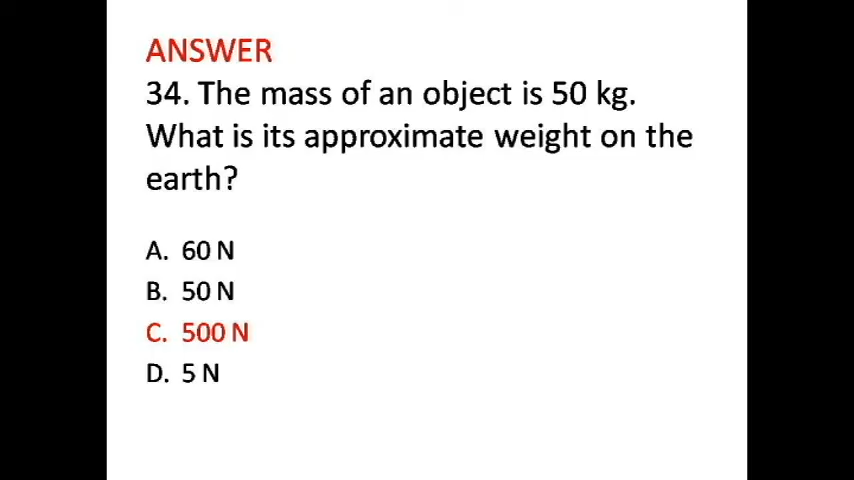 ANSWER
34. The mass of an object is 50 kg.
What is its approximate weight on the
earth?
A. 60 N
B. 50 N
C. 500 N
D. 5 N